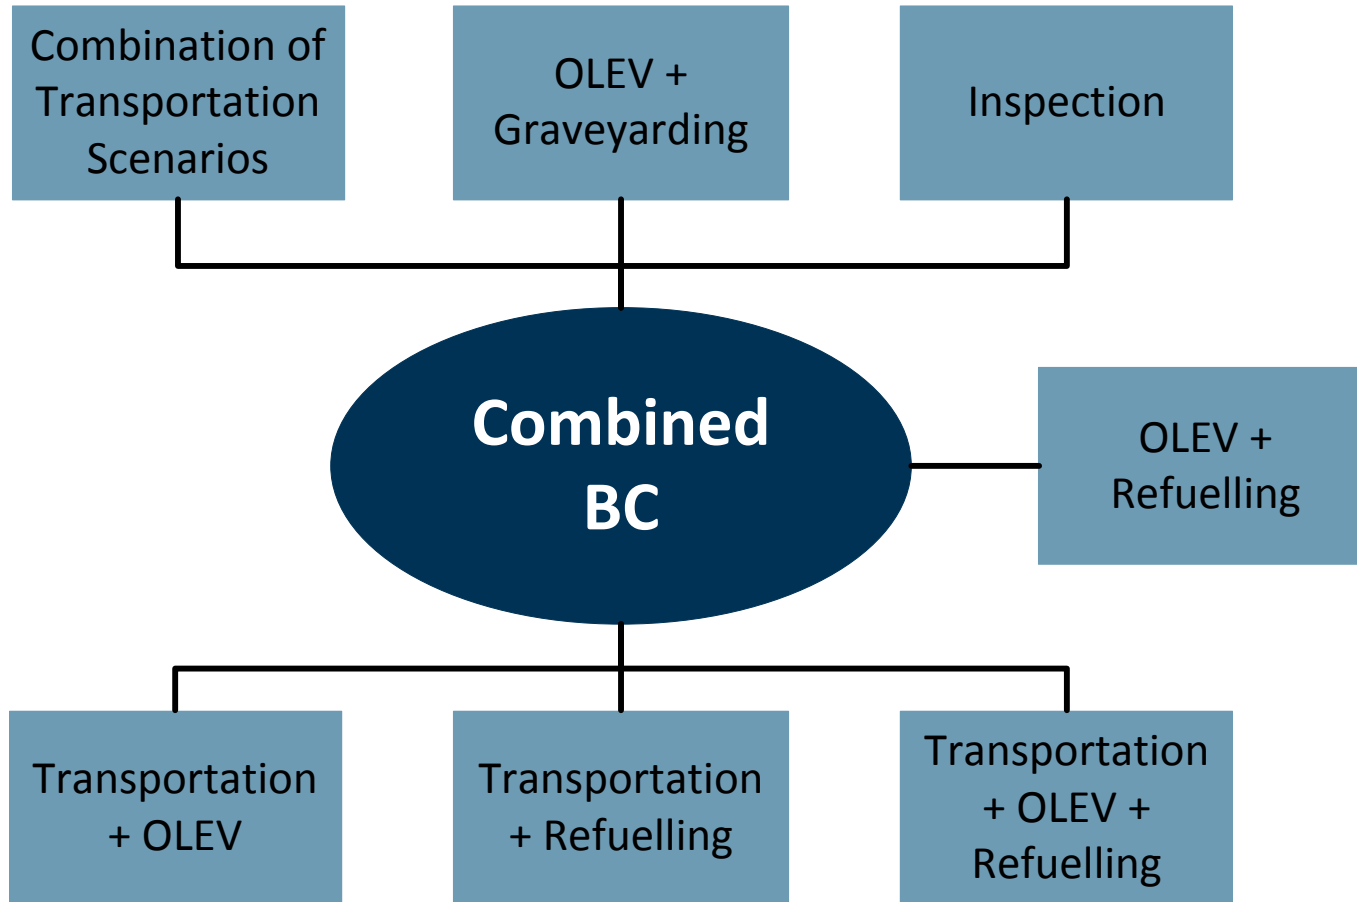 Combination of
Transportation
Scenarios
OLEV +
Graveyarding
Inspection
Combined
BC
OLEV +
Refuelling
Transportation
+ OLEV
Transportation
+ Refuelling
Transportation
+ OLEV +
Refuelling